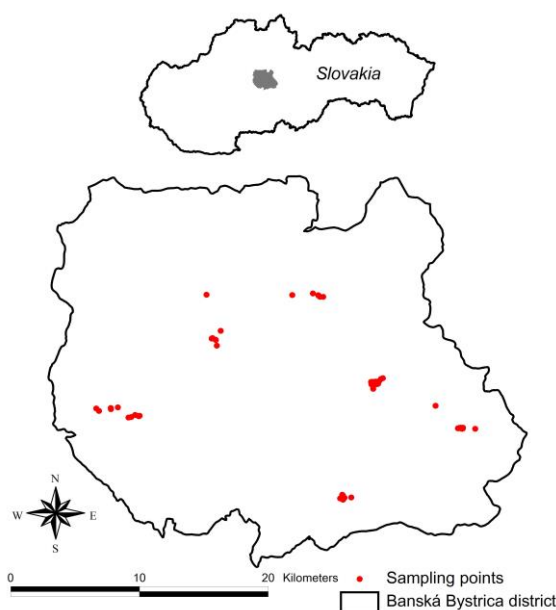 Slovakia
N
W E
S
0 10 20 Kilometers
Sampling points
Banská Bystrica district